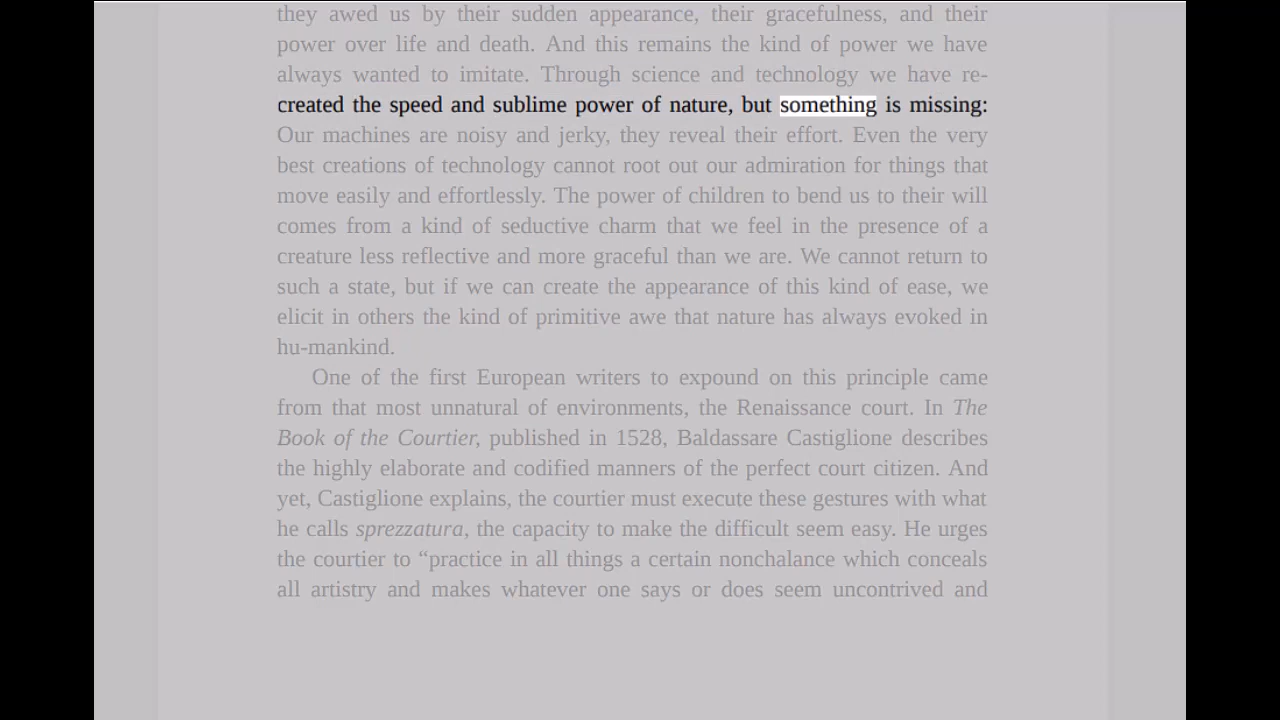 they awed us by their sudden appearance, their gracefulness, and their
power over life and death. And this remains the kind of power we have
always wanted to imitate. Through science and technology we have re-
created the speed and sublime power of nature, but something is missing:
Our machines are noisy and jerky, they reveal their effort. Even the very
best creations of technology cannot root out our admiration for things that
move easily and effortlessly. The power of children to bend us to their will
comes from a kind of seductive charm that we feel in the presence of a
creature less reflective and more graceful than we are. We cannot return to
such a state, but if we can create the appearance of this kind of ease, we
elicit in others the kind of primitive awe that nature has always evoked in
hu-mankind.
One of the first European writers to expound on this principle came
from that most unnatural of environments, the Renaissance court. In The
Book of the Courtier, published in 1528, Baldassare Castiglione describes
the highly elaborate and codified manners of the perfect court citizen. And
yet, Castiglione explains, the courtier must execute these gestures with what
he calls sprezzatura, the capacity to make the difficult seem easy. He urges
the courtier to “practice in all things a certain nonchalance which conceals
all artistry and makes whatever one says or does seem uncontrived and